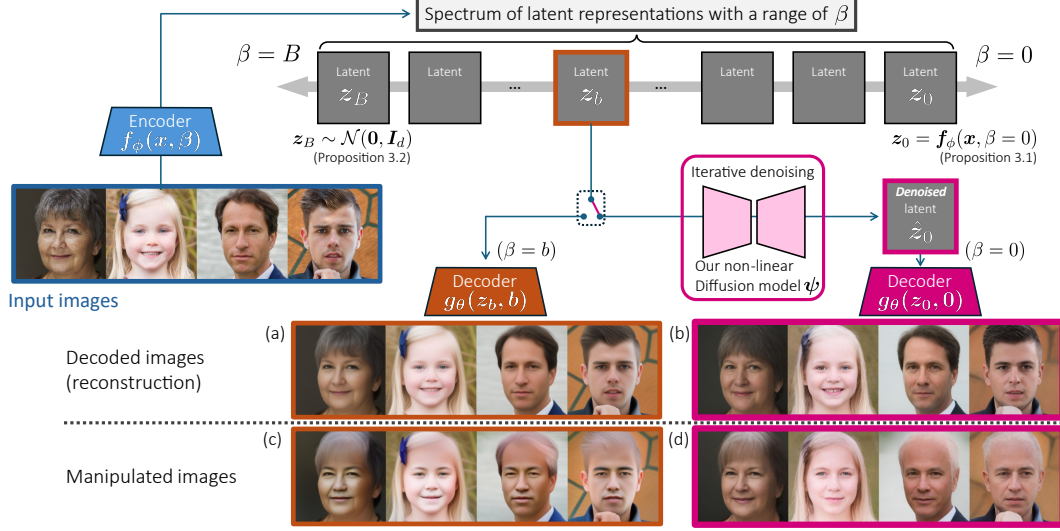 Spectrum of latent representations with a range of β
β = B
β = 0
Latent
z_B
Latent
...
Latent
z_b
...
Latent
Latent
Latent
z_0
Encoder
f_ϕ(x, β)
z_B ∼ N(0, I_d)
(Proposition 3.2)
z_0 = f_ϕ(x, β = 0)
(Proposition 3.1)
Iterative denoising
Denoised
latent
ẑ_0
(β = b)
(β = 0)
Our non-linear
Diffusion model ψ
Input images
Decoder
g_θ(z_b, b)
Decoder
g_θ(z_0, 0)
(a)
(b)
Decoded images
(reconstruction)
(c)
(d)
Manipulated images